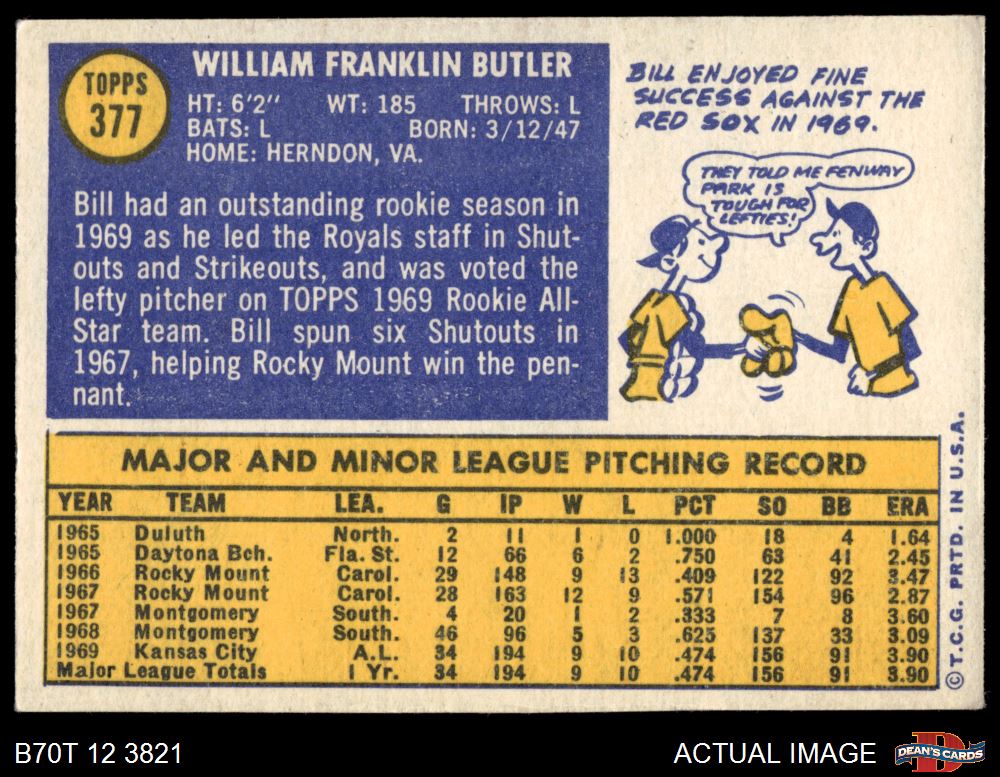 TOPPS
377
WILLIAM FRANKLIN BUTLER
HT: 6'2" WT: 185 THROWS: L
BATS: L BORN: 3/12/47
HOME: HERNDON, VA.
Bill had an outstanding rookie season in
1969 as he led the Royals staff in Shut-
outs and Strikeouts, and was voted the
lefty pitcher on TOPPS 1969 Rookie All-
Star team. Bill spun six Shutouts in
1967, helping Rocky Mount win the pen-
nant.
BILL ENJOYED FINE
SUCCESS AGAINST THE
RED SOX IN 1969.
THEY TOLD ME FENWAY
PARK IS
TOUGH FOR
LEFTIES!
MAJOR AND MINOR LEAGUE PITCHING RECORD
YEAR TEAM LEA. G IP W L PCT SO BB ERA
1965 Duluth North. 2 11 1 0 1.000 18 4 1.64
1965 Daytona Bch. Fla. St. 12 66 6 2 .750 63 41 2.45
1966 Rocky Mount Carol. 29 148 9 13 .409 122 92 3.47
1967 Rocky Mount Carol. 28 163 12 9 .571 154 96 2.87
1967 Montgomery South. 4 20 1 2 .333 7 8 3.60
1968 Montgomery South. 46 96 5 3 .625 137 33 3.09
1969 Kansas City A.L. 34 194 9 10 .474 156 91 3.90
Major League Totals 1 Yr. 34 194 9 10 .474 156 91 3.90
©T.C.G. PRTD. IN U.S.A.
B70T 12 3821
ACTUAL IMAGE
D
DEAN'S CARDS